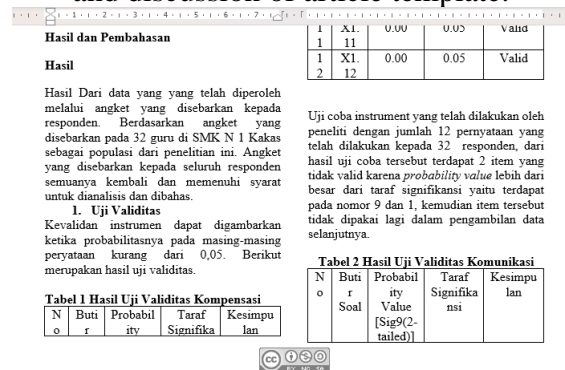 and discussion of article template.
Hasil dan Pembahasan
Hasil
Hasil Dari data yang yang telah diperoleh
melalui angket yang disebarkan kepada
responden. Berdasarkan angket yang
disebarkan pada 32 guru di SMK N 1 Kakas
sebagai populasi dari penelitian ini. Angket
yang disebarkan kepada seluruh responden
semuanya kembali dan memenuhi syarat
untuk dianalisis dan dibahas.
1. Uji Validitas
Kevalidan instrumen dapat digambarkan
ketika probabilitasnya pada masing-masing
peryataan kurang dari 0,05. Berikut
merupakan hasil uji validitas.
Tabel 1 Hasil Uji Validitas Kompensasi
N Buti Probabil Taraf Kesimpu
o r ity Signifika lan
1 X1. 0.00 0.05 Valid
1 11
1 X1. 0.00 0.05 Valid
2 12
Uji coba instrument yang telah dilakukan oleh
peneliti dengan jumlah 12 pernyataan yang
telah dilakukan kepada 32 responden, dari
hasil uji coba tersebut terdapat 2 item yang
tidak valid karena probability value lebih dari
besar dari taraf signifikansi yaitu terdapat
pada nomor 9 dan 1, kemudian item tersebut
tidak dipakai lagi dalam pengambilan data
selanjutnya.
Tabel 2 Hasil Uji Validitas Komunikasi
N Buti Probabil Taraf Kesimpu
o r ity Signifika lan
Soal Value nsi
[Sig9(2-
tailed)]